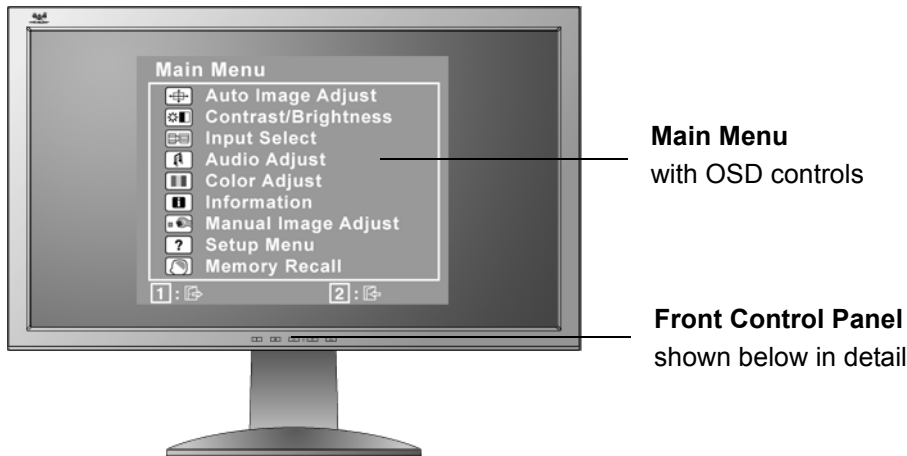 Main Menu
Auto Image Adjust
Contrast/Brightness
Input Select
Audio Adjust
Color Adjust
Information
Manual Image Adjust
Setup Menu
Memory Recall
1 : 2 :
Main Menu
with OSD controls
Front Control Panel
shown below in detail